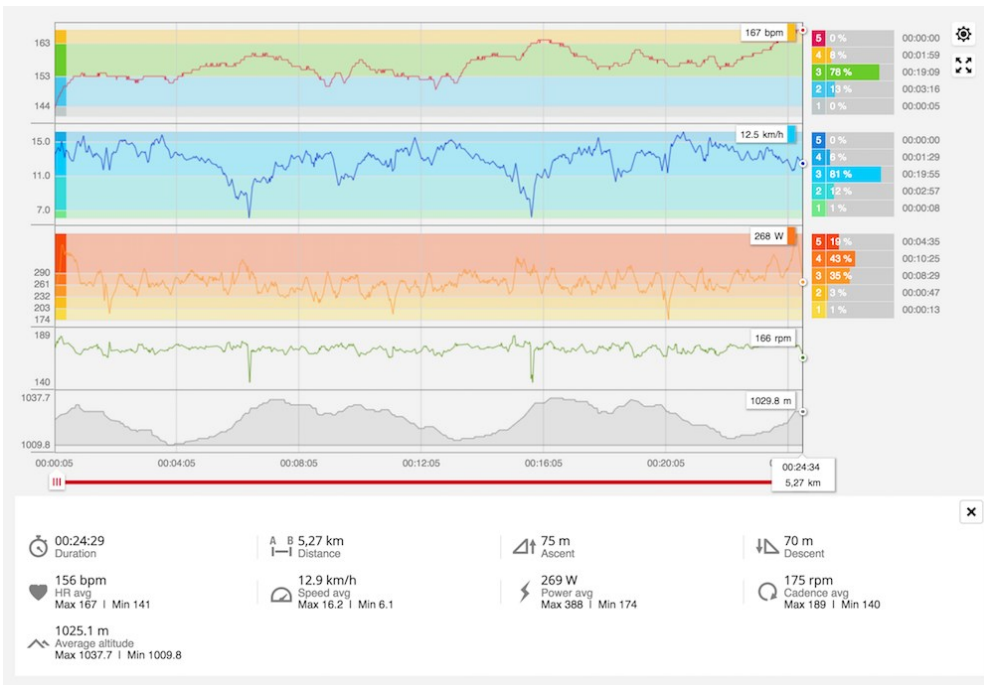 163
153
144
167 bpm
5 0 % 00:00:00
4 8 % 00:01:59
3 78 % 00:19:09
2 13 % 00:03:16
1 0 % 00:00:05
15.0
11.0
7.0
12.5 km/h
5 0 % 00:00:00
4 6 % 00:01:29
3 81 % 00:19:55
2 12 % 00:02:57
1 1 % 00:00:08
290
261
232
203
174
268 W
5 19 % 00:04:35
4 43 % 00:10:25
3 35 % 00:08:29
2 3 % 00:00:47
1 1 % 00:00:13
189
140
166 rpm
1037.7
1009.8
1029.8 m
00:00:05 00:04:05 00:08:05 00:12:05 00:16:05 00:20:05
00:24:34
5,27 km
00:24:29
Duration
A B 5,27 km
Distance
75 m
Ascent
70 m
Descent
156 bpm
HR avg
Max 167 | Min 141
12.9 km/h
Speed avg
Max 16.2 | Min 6.1
269 W
Power avg
Max 388 | Min 174
175 rpm
Cadence avg
Max 189 | Min 140
1025.1 m
Average altitude
Max 1037.7 | Min 1009.8